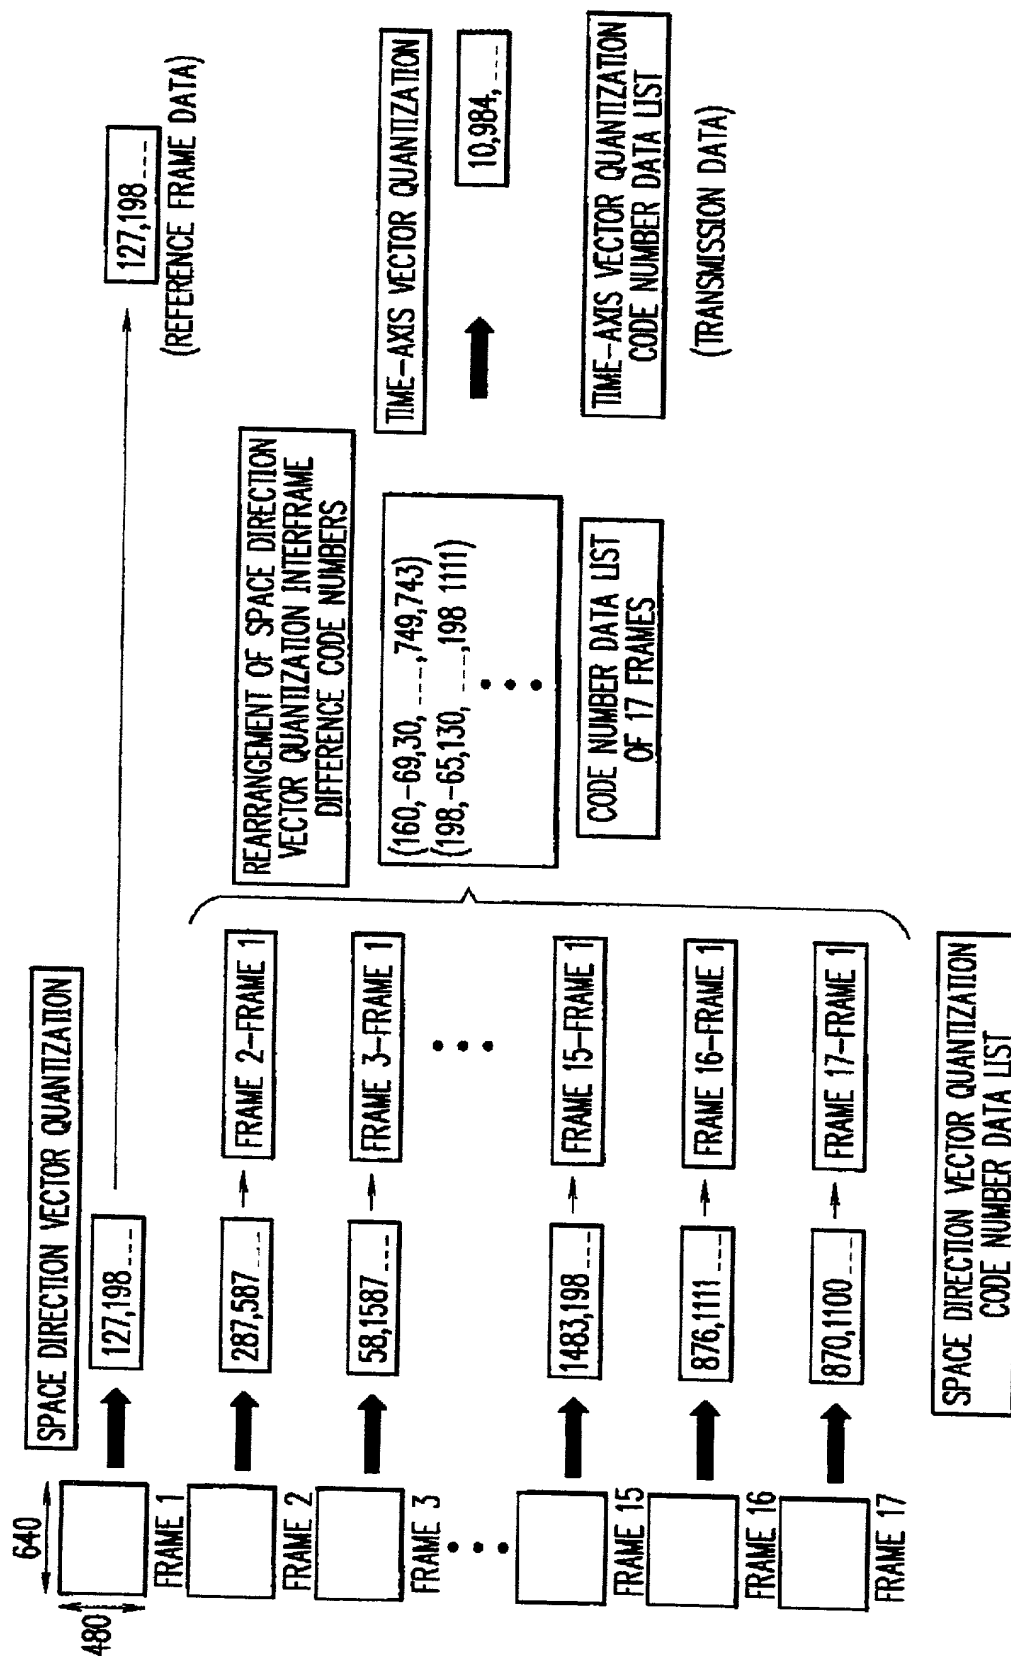 SPACE DIRECTION VECTOR QUANTIZATION
640
480
FRAME 1
127,198
127,198
(REFERENCE FRAME DATA)
FRAME 2
287,587
FRAME 2-FRAME 1
FRAME 3
58,1587
FRAME 3-FRAME 1
FRAME 15
1483,198
FRAME 15-FRAME 1
FRAME 16
876,1111
FRAME 16-FRAME 1
FRAME 17
870,1100
FRAME 17-FRAME 1
SPACE DIRECTION VECTOR QUANTIZATION
CODE NUMBER DATA LIST
REARRANGEMENT OF SPACE DIRECTION
VECTOR QUANTIZATION INTERFRAME
DIFFERENCE CODE NUMBERS
(160,-69,30, ----,749,743)
(198,-65,130, ----,198 1111)
CODE NUMBER DATA LIST
OF 17 FRAMES
TIME-AXIS VECTOR QUANTIZATION
10,984,
TIME-AXIS VECTOR QUANTIZATION
CODE NUMBER DATA LIST
(TRANSMISSION DATA)